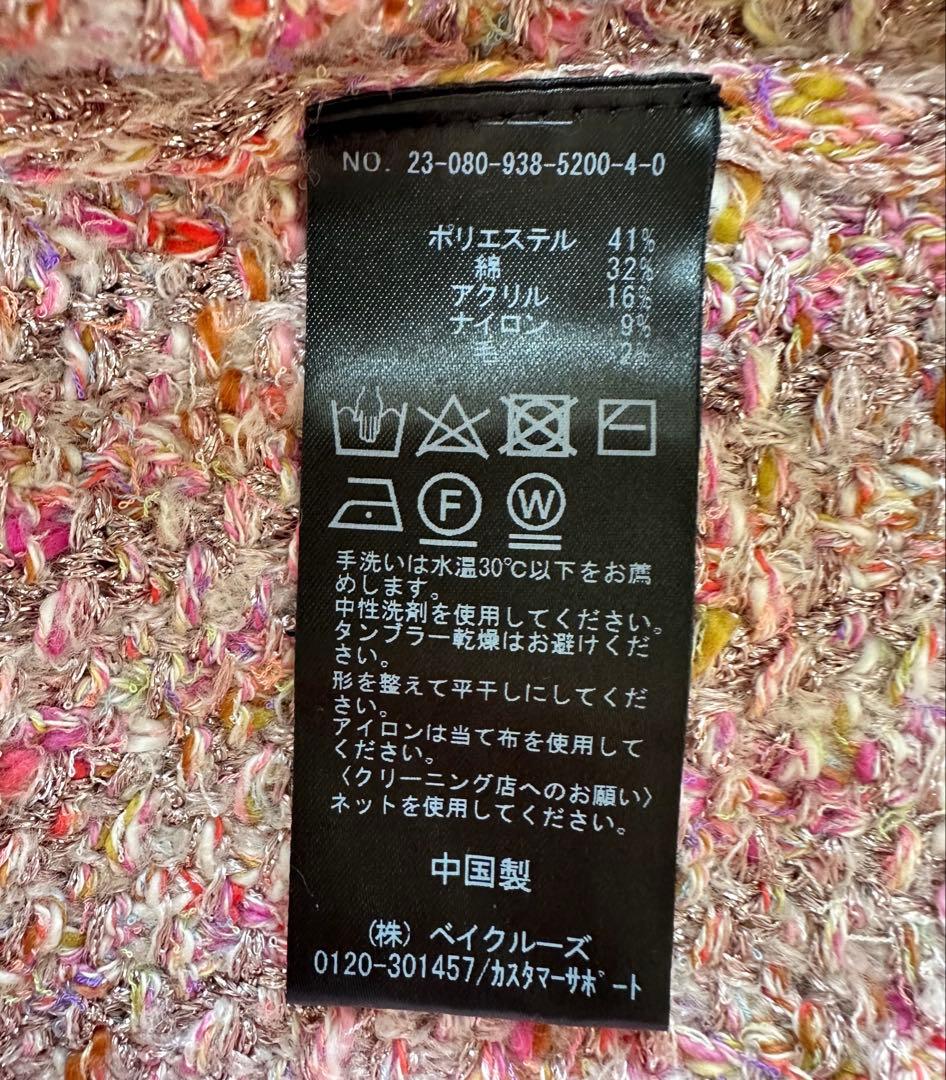 NO. 23-080-938-5200-4-0
ポリエステル 41%
綿 32%
アクリル 16%
ナイロン 9%
毛 2%
F W
手洗いは水温30℃以下をお薦
めします。
中性洗剤を使用してください。
タンブラー乾燥はお避けくだ
さい。
形を整えて平干しにしてくだ
さい。
アイロンは当て布を使用して
ください。
〈クリーニング店へのお願い〉
ネットを使用してください。
中国製
(株) ベイクルーズ
0120-301457/カスタマーサポート